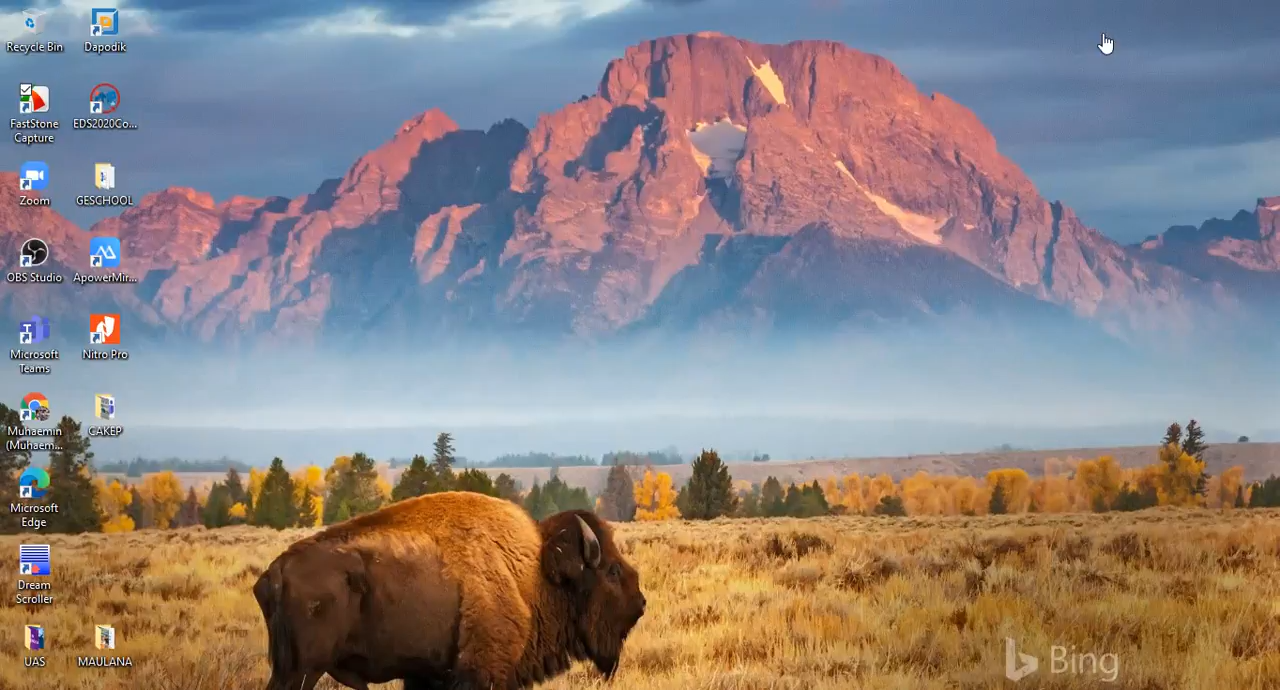 Recycle Bin
Dapodik
FastStone
Capture
EDS2020Co...
Zoom
GESCHOOL
OBS Studio
ApowerMir...
Microsoft
Teams
Nitro Pro
Muhaemin
(Muhaem...
CAKEP
Microsoft
Edge
Dream
Scroller
UAS
MAULANA
Bing